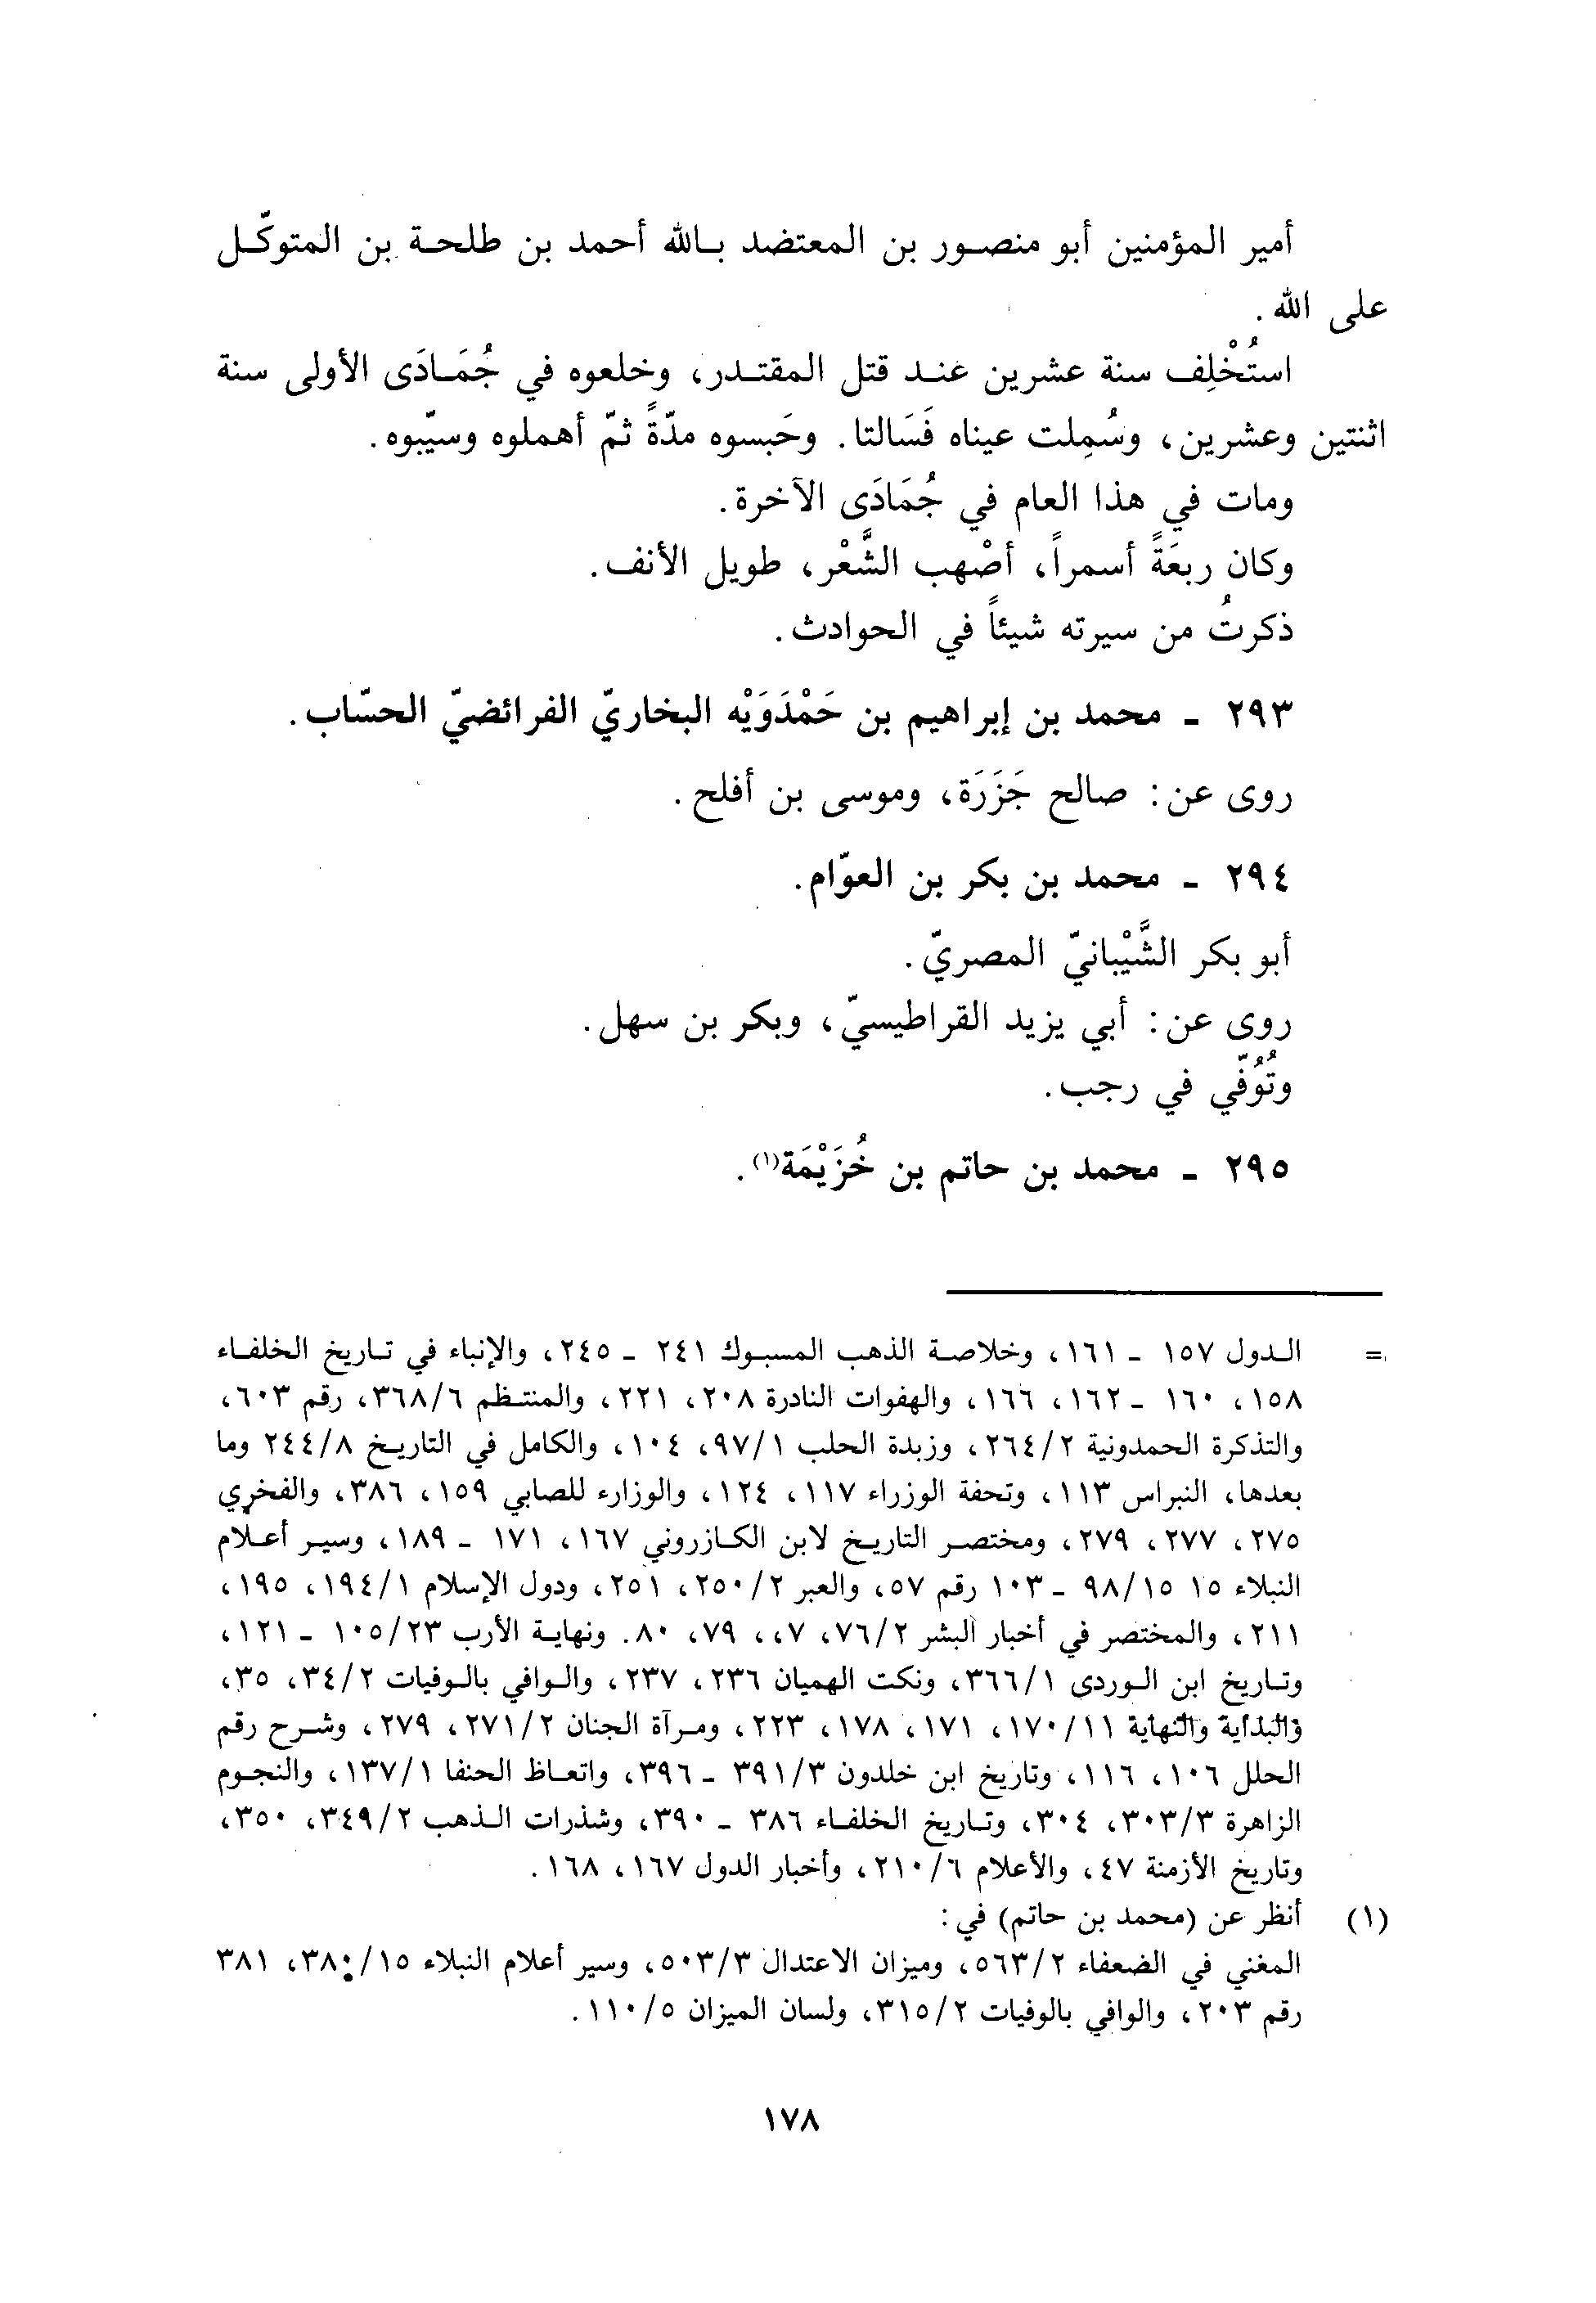 أمير المؤمنين أبو منصور بن المعتضد بالله أحمد بن طلحة بن المتوكّل
على الله.
استُخْلِف سنة عشرين عند قتل المقتدر، وخلعوه في جُمَادَى الأولى سنة
اثنتين وعشرين، وسُمِلت عيناه فَسَالتا. وحَبسوه مدّةً ثمّ أهملوه وسيّبوه.
ومات في هذا العام في جُمَادَى الآخرة.
وكان ربعَةً أسمراً، أصْهب الشَّعْر، طويل الأنف.
ذكرتُ من سيرته شيئاً في الحوادث.
٢٩٣ - محمد بن إبراهيم بن حَمْدَوَيْه البخاريّ الفرائضيّ الحسّاب.
روى عن: صالح جَزَرَة، وموسى بن أفلح.
٢٩٤ - محمد بن بكر بن العوّام.
أبو بكر الشَّيْبانيّ المصريّ.
روى عن: أبي يزيد القراطيسيّ، وبكر بن سهل.
وتُوُفّي في رجب.
٢٩٥ - محمد بن حاتم بن خُزَيْمَة(١).
= الدول ١٥٧ - ١٦١، وخلاصة الذهب المسبوك ٢٤١ - ٢٤٥، والإنباء في تاريخ الخلفاء
١٥٨، ١٦٠ - ١٦٢، ١٦٦، والهفوات النادرة ٢٠٨، ٢٢١، والمنتظم ٣٦٨/٦، رقم ٦٠٣،
والتذكرة الحمدونية ٢٦٤/٢، وزبدة الحلب ٩٧/١، ١٠٤، والكامل في التاريخ ٢٤٤/٨ وما
بعدها، النبراس ١١٣، وتحفة الوزراء ١١٧، ١٢٤، والوزارء للصابي ١٥٩، ٣٨٦، والفخري
٢٧٥، ٢٧٧، ٢٧٩، ومختصر التاريخ لابن الكازروني ١٦٧، ١٧١ - ١٨٩، وسير أعلام
النبلاء ١٥ ٩٨/١٥ - ١٠٣ رقم ٥٧، والعبر ٢٥٠/٢، ٢٥١، ودول الإسلام ١٩٤/١، ١٩٥،
٢١١، والمختصر في أخبار البشر ٧٦/٢، ٧،، ٧٩، ٨٠. ونهاية الأرب ١٠٥/٢٣ - ١٢١،
وتاريخ ابن الوردي ٣٦٦/١، ونكت الهميان ٢٣٦، ٢٣٧، والوافي بالوفيات ٣٤/٢، ٣٥،
والبداية والنهاية ١٧٠/١١، ١٧١، ١٧٨، ٢٢٣، ومرآة الجنان ٢٧١/٢، ٢٧٩، وشرح رقم
الحلل ١٠٦، ١١٦، وتاريخ ابن خلدون ٣٩١/٣ - ٣٩٦، واتعاظ الحنفا ١٣٧/١، والنجوم
الزاهرة ٣٠٣/٣، ٣٠٤، وتاريخ الخلفاء ٣٨٦ - ٣٩٠، وشذرات الذهب ٣٤٩/٢، ٣٥٠،
وتاريخ الأزمنة ٤٧، والأعلام ٢١٠/٦، وأخبار الدول ١٦٧، ١٦٨.
(١) أنظر عن (محمد بن حاتم) في:
المغني في الضعفاء ٥٦٣/٢، وميزان الاعتدال ٥٠٣/٣، وسير أعلام النبلاء ٣٨٠/١٥، ٣٨١
رقم ٢٠٣، والوافي بالوفيات ٣١٥/٢، ولسان الميزان ١١٠/٥.
١٧٨